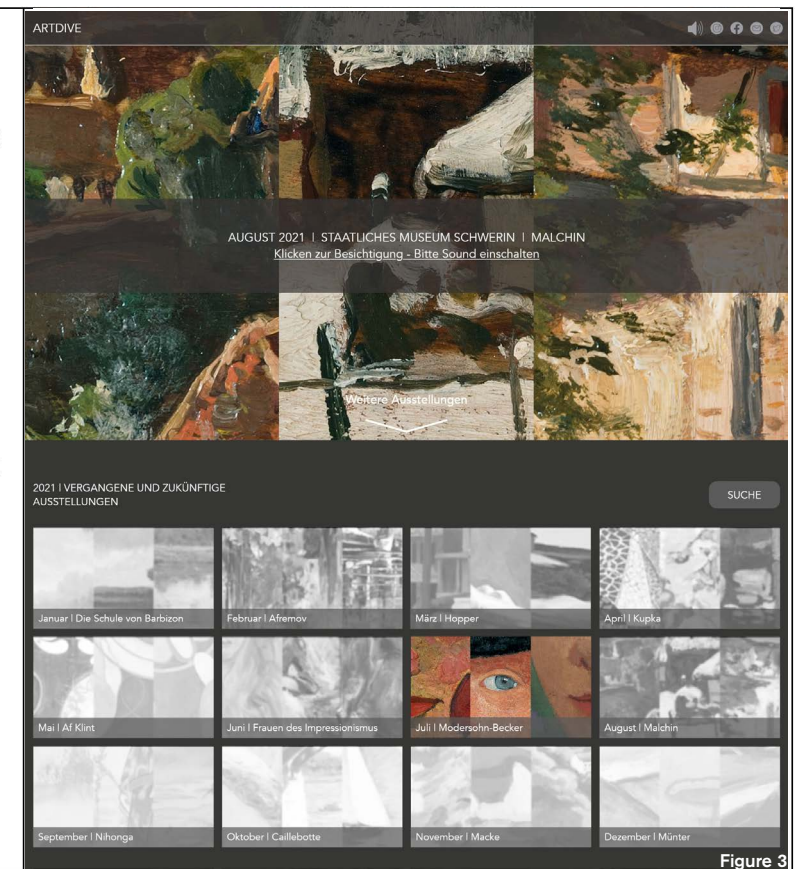 ARTDIVE
AUGUST 2021 | STAATLICHES MUSEUM SCHWERIN | MALCHIN
Klicken zur Besichtigung - Bitte Sound einschalten
Weitere Ausstellungen
2021 | VERGANGENE UND ZUKÜNFTIGE
AUSSTELLUNGEN
SUCHE
Januar | Die Schule von Barbizon
Februar | Afremov
März | Hopper
April | Kupka
Mai | Af Klint
Juni | Frauen des Impressionismus
Juli | Modersohn-Becker
August | Malchin
September | Nihonga
Oktober | Caillebotte
November | Macke
Dezember | Münter
Figure 3